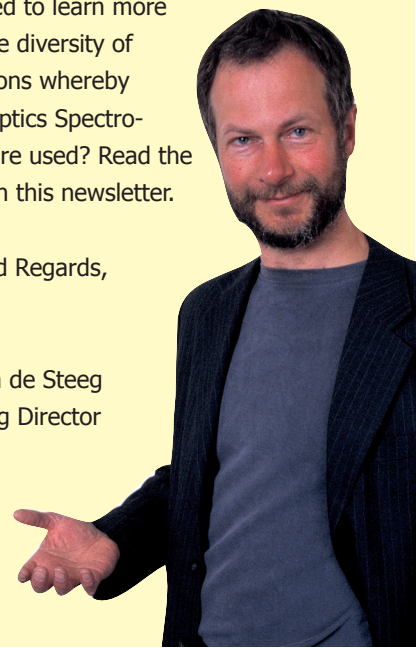 ed to learn more
e diversity of
ons whereby
ptics Spectro-
re used? Read the
n this newsletter.
d Regards,
de Steeg
g Director